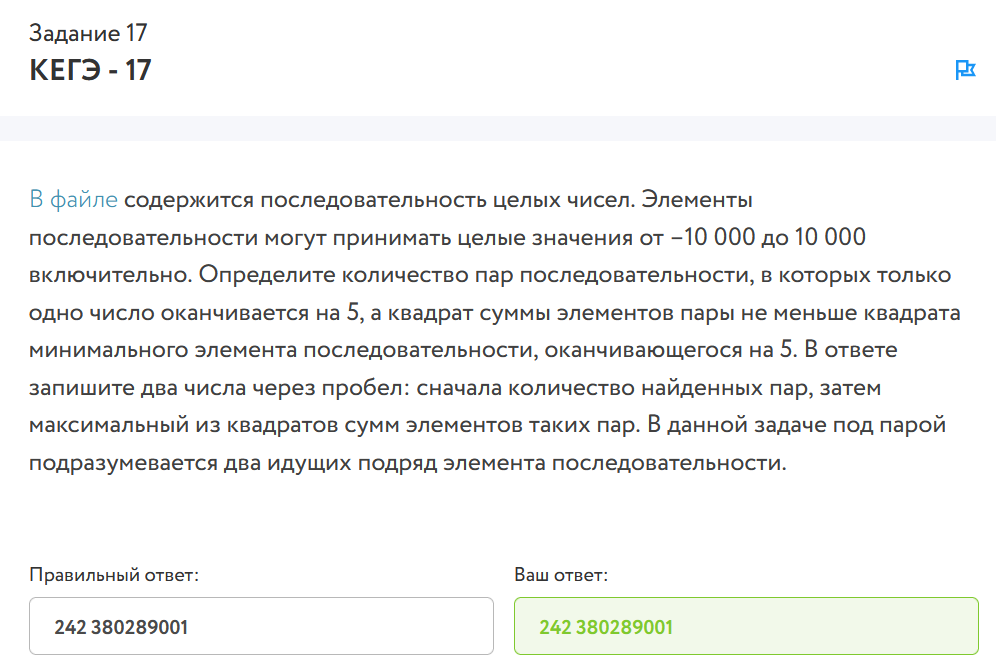 Задание 17
КЕГЭ - 17
В файле содержится последовательность целых чисел. Элементы
последовательности могут принимать целые значения от −10 000 до 10 000
включительно. Определите количество пар последовательности, в которых только
одно число оканчивается на 5, а квадрат суммы элементов пары не меньше квадрата
минимального элемента последовательности, оканчивающегося на 5. В ответе
запишите два числа через пробел: сначала количество найденных пар, затем
максимальный из квадратов сумм элементов таких пар. В данной задаче под парой
подразумевается два идущих подряд элемента последовательности.
Правильный ответ: Ваш ответ:
242 380289001 242 380289001